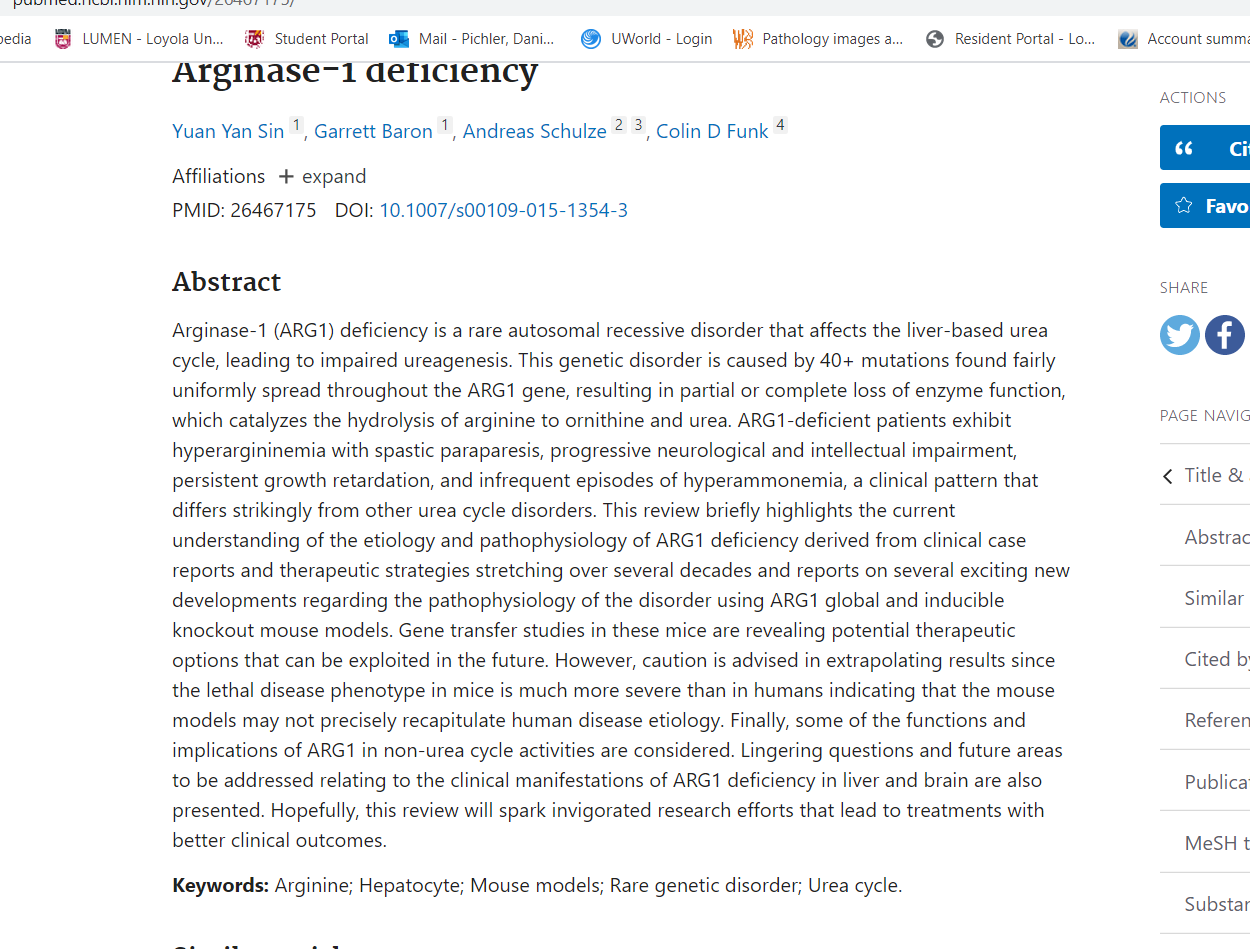 pubmed.ncbi.nlm.nih.gov/26467175/
pedia LUMEN - Loyola Un... Student Portal Mail - Pichler, Dani... UWorld - Login Pathology images a... Resident Portal - Lo... Account summa
Arginase-1 deficiency
Yuan Yan Sin 1, Garrett Baron 1, Andreas Schulze 2 3, Colin D Funk 4
Affiliations + expand
PMID: 26467175 DOI: 10.1007/s00109-015-1354-3
Abstract
Arginase-1 (ARG1) deficiency is a rare autosomal recessive disorder that affects the liver-based urea
cycle, leading to impaired ureagenesis. This genetic disorder is caused by 40+ mutations found fairly
uniformly spread throughout the ARG1 gene, resulting in partial or complete loss of enzyme function,
which catalyzes the hydrolysis of arginine to ornithine and urea. ARG1-deficient patients exhibit
hyperargininemia with spastic paraparesis, progressive neurological and intellectual impairment,
persistent growth retardation, and infrequent episodes of hyperammonemia, a clinical pattern that
differs strikingly from other urea cycle disorders. This review briefly highlights the current
understanding of the etiology and pathophysiology of ARG1 deficiency derived from clinical case
reports and therapeutic strategies stretching over several decades and reports on several exciting new
developments regarding the pathophysiology of the disorder using ARG1 global and inducible
knockout mouse models. Gene transfer studies in these mice are revealing potential therapeutic
options that can be exploited in the future. However, caution is advised in extrapolating results since
the lethal disease phenotype in mice is much more severe than in humans indicating that the mouse
models may not precisely recapitulate human disease etiology. Finally, some of the functions and
implications of ARG1 in non-urea cycle activities are considered. Lingering questions and future areas
to be addressed relating to the clinical manifestations of ARG1 deficiency in liver and brain are also
presented. Hopefully, this review will spark invigorated research efforts that lead to treatments with
better clinical outcomes.
Keywords: Arginine; Hepatocyte; Mouse models; Rare genetic disorder; Urea cycle.
ACTIONS
Cit
Favo
SHARE
PAGE NAVIG
Title &
Abstrac
Similar
Cited by
Referen
Publicat
MeSH t
Substan